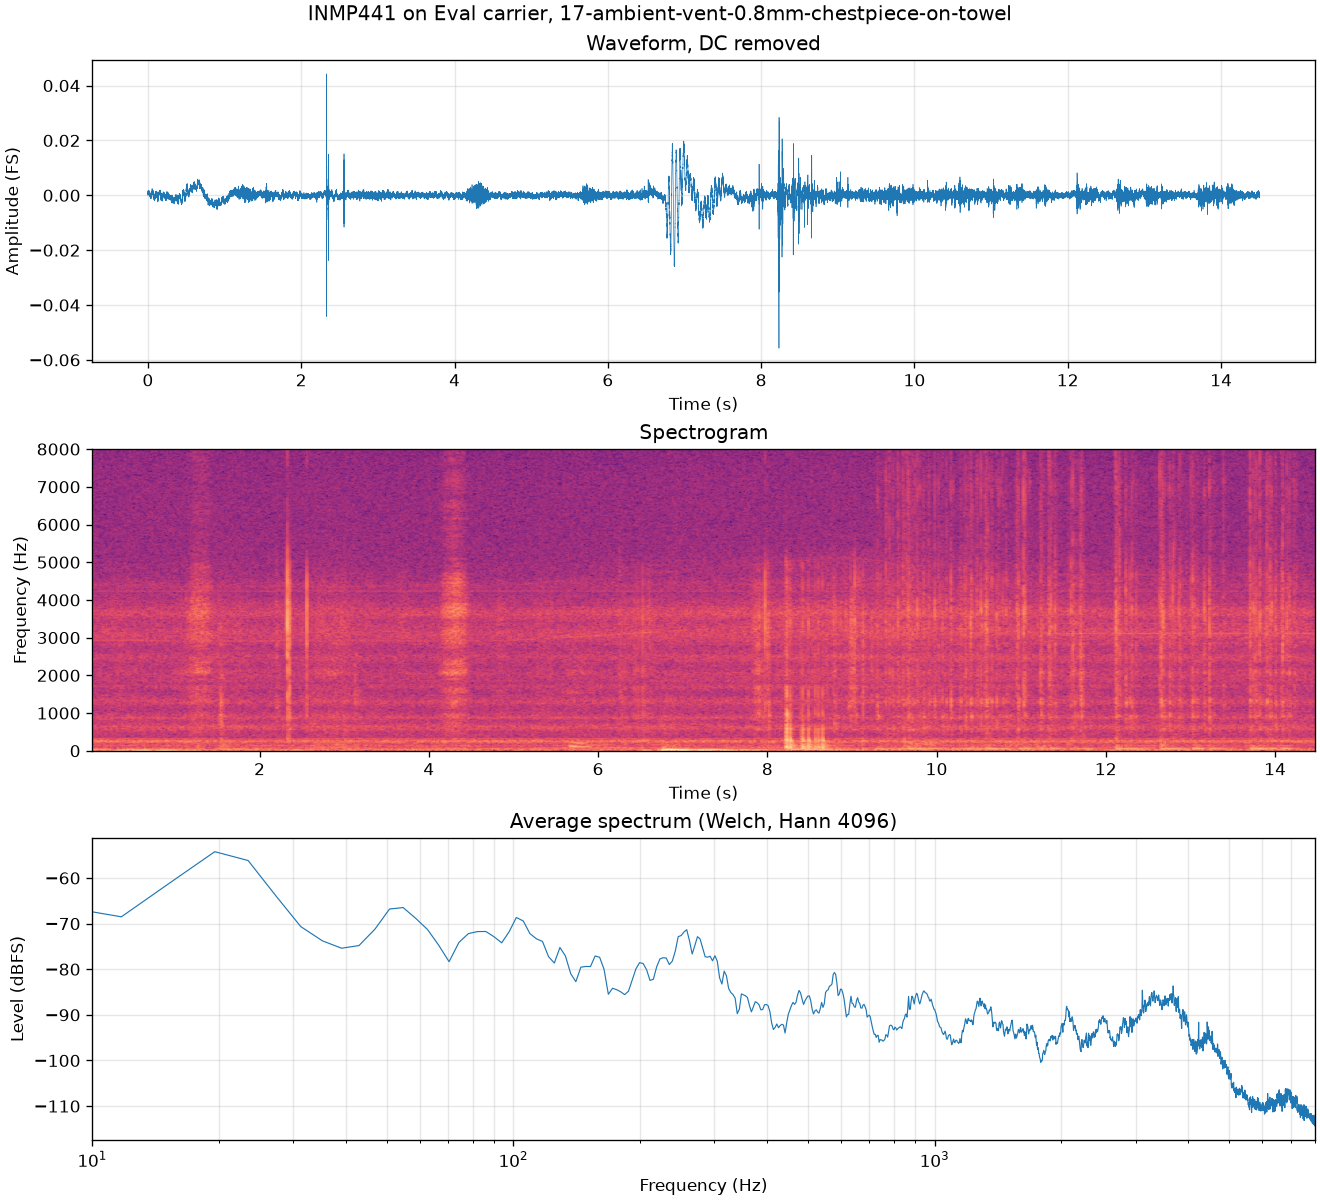 INMP441 on Eval carrier, 17-ambient-vent-0.8mm-chestpiece-on-towel
Waveform, DC removed
0.04
0.02
0.00
−0.02
−0.04
−0.06
Amplitude (FS)
0 2 4 6 8 10 12 14
Time (s)
Spectrogram
8000
7000
6000
5000
4000
3000
2000
1000
0
Frequency (Hz)
2 4 6 8 10 12 14
Time (s)
Average spectrum (Welch, Hann 4096)
−60
−70
−80
−90
−100
−110
Level (dBFS)
10¹ 10² 10³
Frequency (Hz)